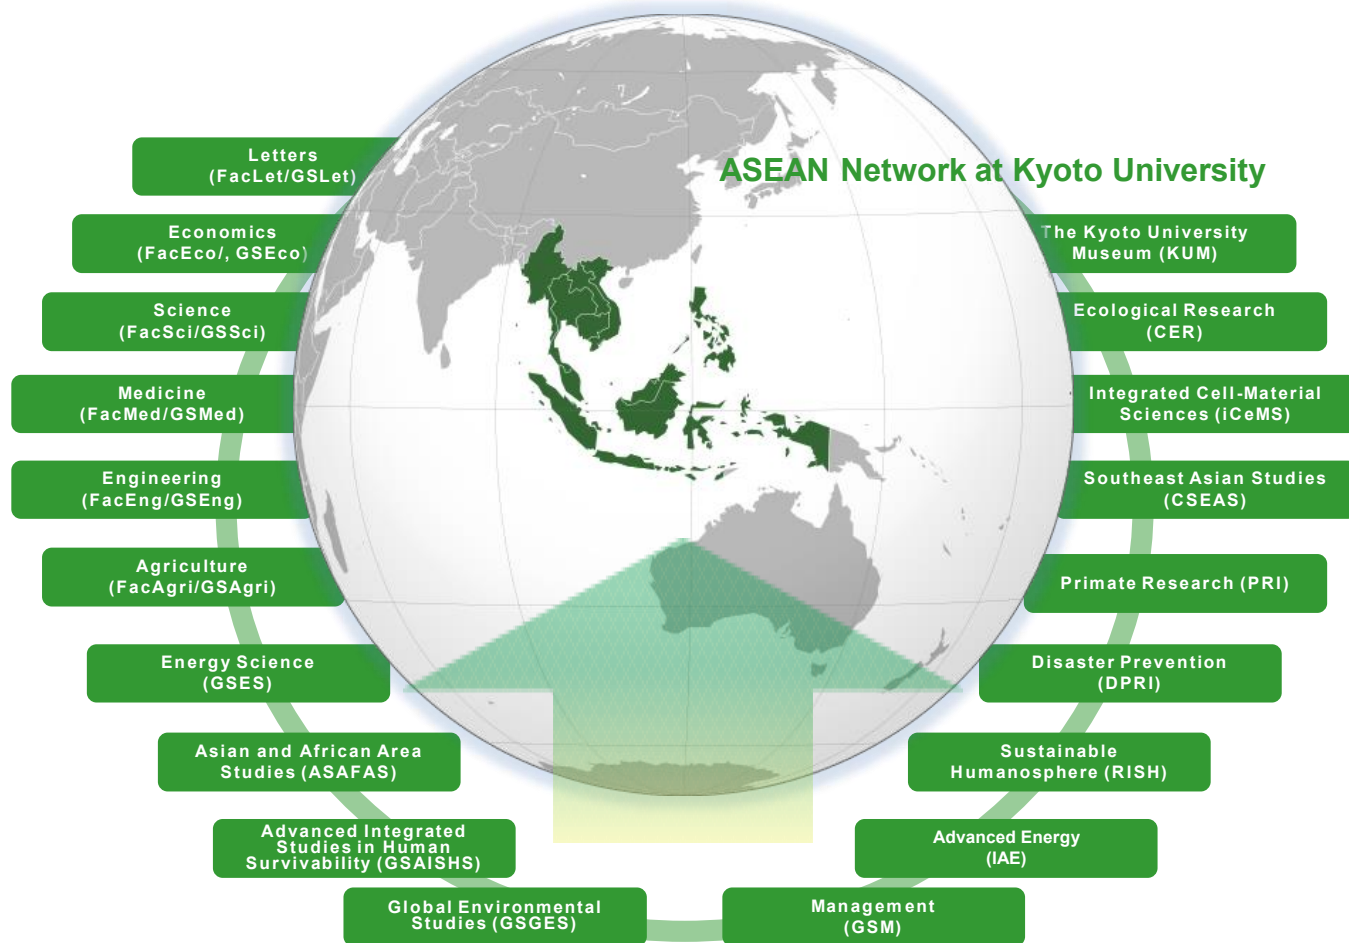 ASEAN Network at Kyoto University
Letters
(FacLet/GSLet)
Economics
(FacEco/, GSEco)
Science
(FacSci/GSSci)
Medicine
(FacMed/GSMed)
Engineering
(FacEng/GSEng)
Agriculture
(FacAgri/GSAgri)
Energy Science
(GSES)
Asian and African Area
Studies (ASAFAS)
Advanced Integrated
Studies in Human
Survivability (GSAISHS)
Global Environmental
Studies (GSGES)
The Kyoto University
Museum (KUM)
Ecological Research
(CER)
Integrated Cell-Material
Sciences (iCeMS)
Southeast Asian Studies
(CSEAS)
Primate Research (PRI)
Disaster Prevention
(DPRI)
Sustainable
Humanosphere (RISH)
Advanced Energy
(IAE)
Management
(GSM)